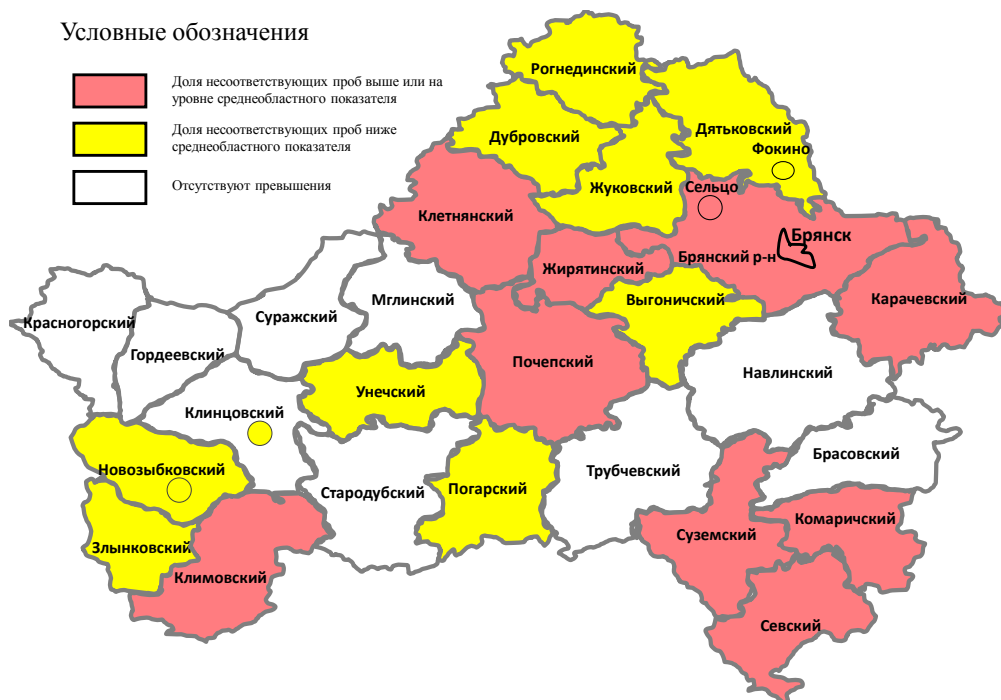 Условные обозначения
Доля несоответствующих проб выше или на
уровне среднеобластного показателя
Доля несоответствующих проб ниже
среднеобластного показателя
Отсутствуют превышения
Рогнединский
Дубровский
Дятьковский
Фокино
Жуковский
Сельцо
Клетнянский
Брянск
Брянский р-н
Жирятинский
Выгоничский
Карачевский
Мглинский
Суражский
Красногорский
Гордеевский
Почепский
Навлинский
Унечский
Клинцовский
Новозыбковский
Стародубский
Погарский
Трубчевский
Брасовский
Злынковский
Климовский
Суземский
Комаричский
Севский